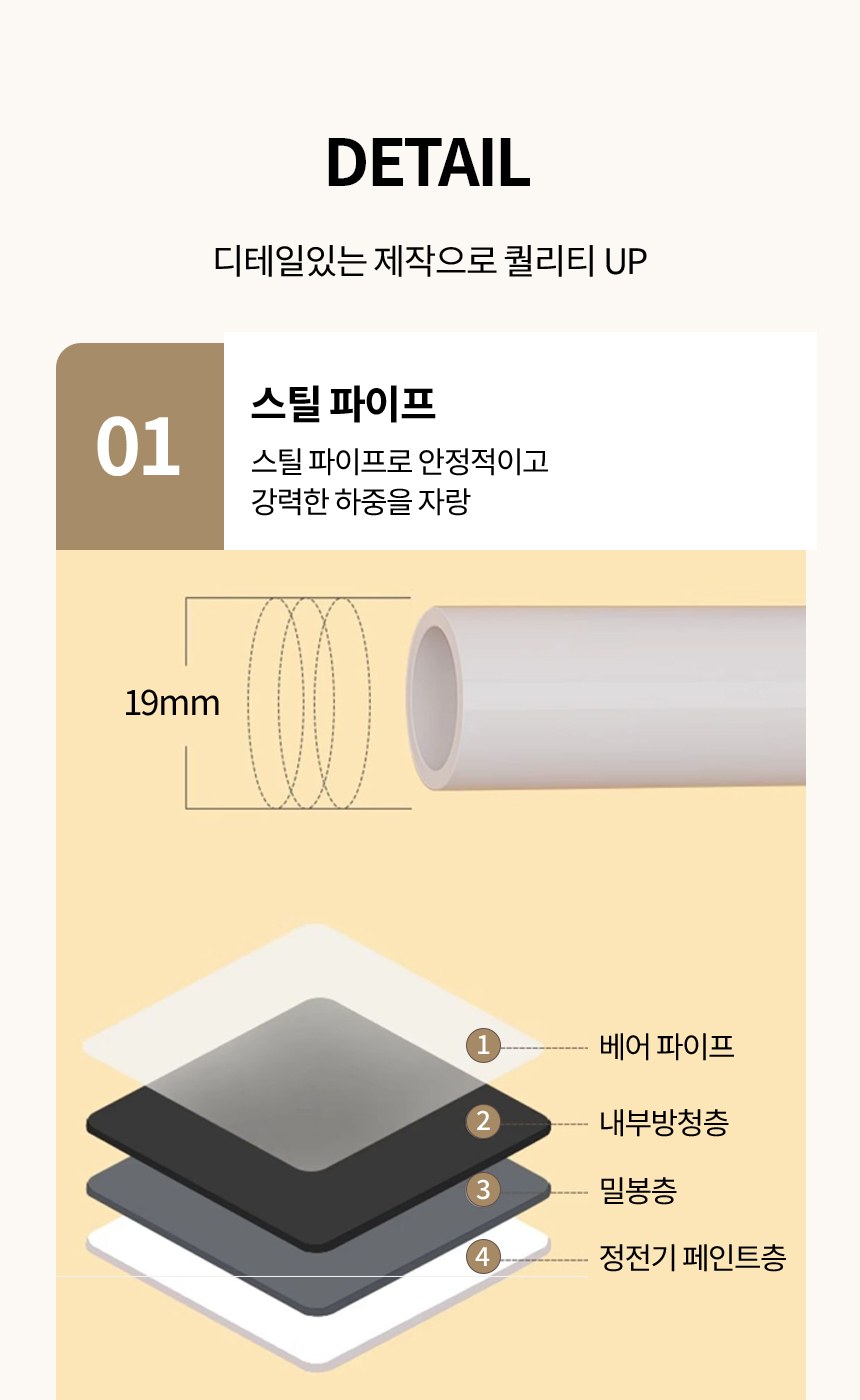 DETAIL
디테일있는 제작으로 퀄리티 UP
01
스틸 파이프
스틸 파이프로 안정적이고
강력한 하중을 자랑
19mm
1 베어 파이프
2 내부방청층
3 밀봉층
4 정전기 페인트층